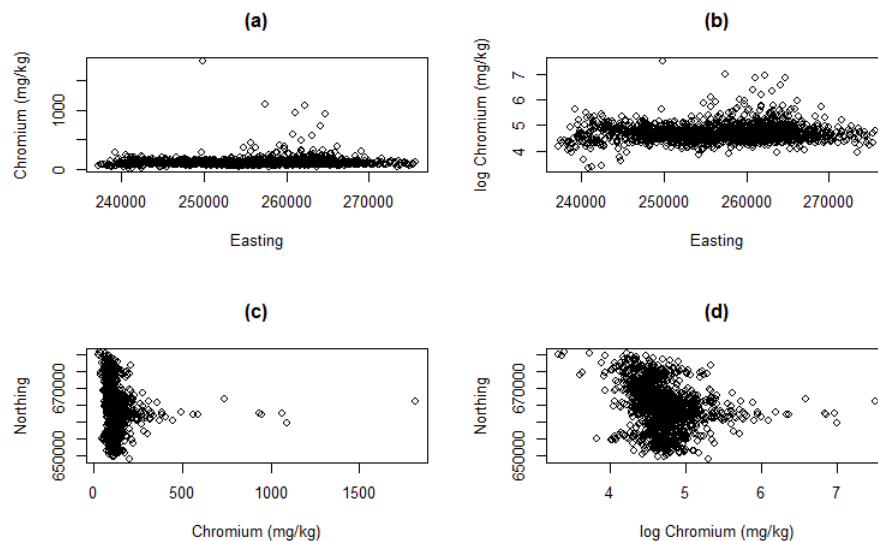 (a)
Chromium (mg/kg)
0 1000
240000 250000 260000 270000
Easting
(b)
log Chromium (mg/kg)
4 5 6 7
240000 250000 260000 270000
Easting
(c)
Northing
650000 670000
0 500 1000 1500
Chromium (mg/kg)
(d)
Northing
650000 670000
4 5 6 7
log Chromium (mg/kg)